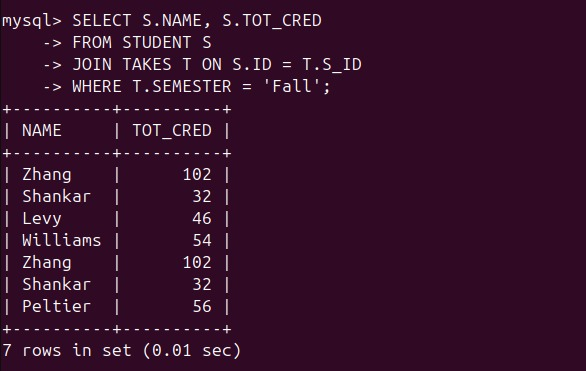 mysql> SELECT S.NAME, S.TOT_CRED
    -> FROM STUDENT S
    -> JOIN TAKES T ON S.ID = T.S_ID
    -> WHERE T.SEMESTER = 'Fall';
+----------+----------+
| NAME     | TOT_CRED |
+----------+----------+
| Zhang    |      102 |
| Shankar  |       32 |
| Levy     |       46 |
| Williams |       54 |
| Zhang    |      102 |
| Shankar  |       32 |
| Peltier  |       56 |
+----------+----------+
7 rows in set (0.01 sec)